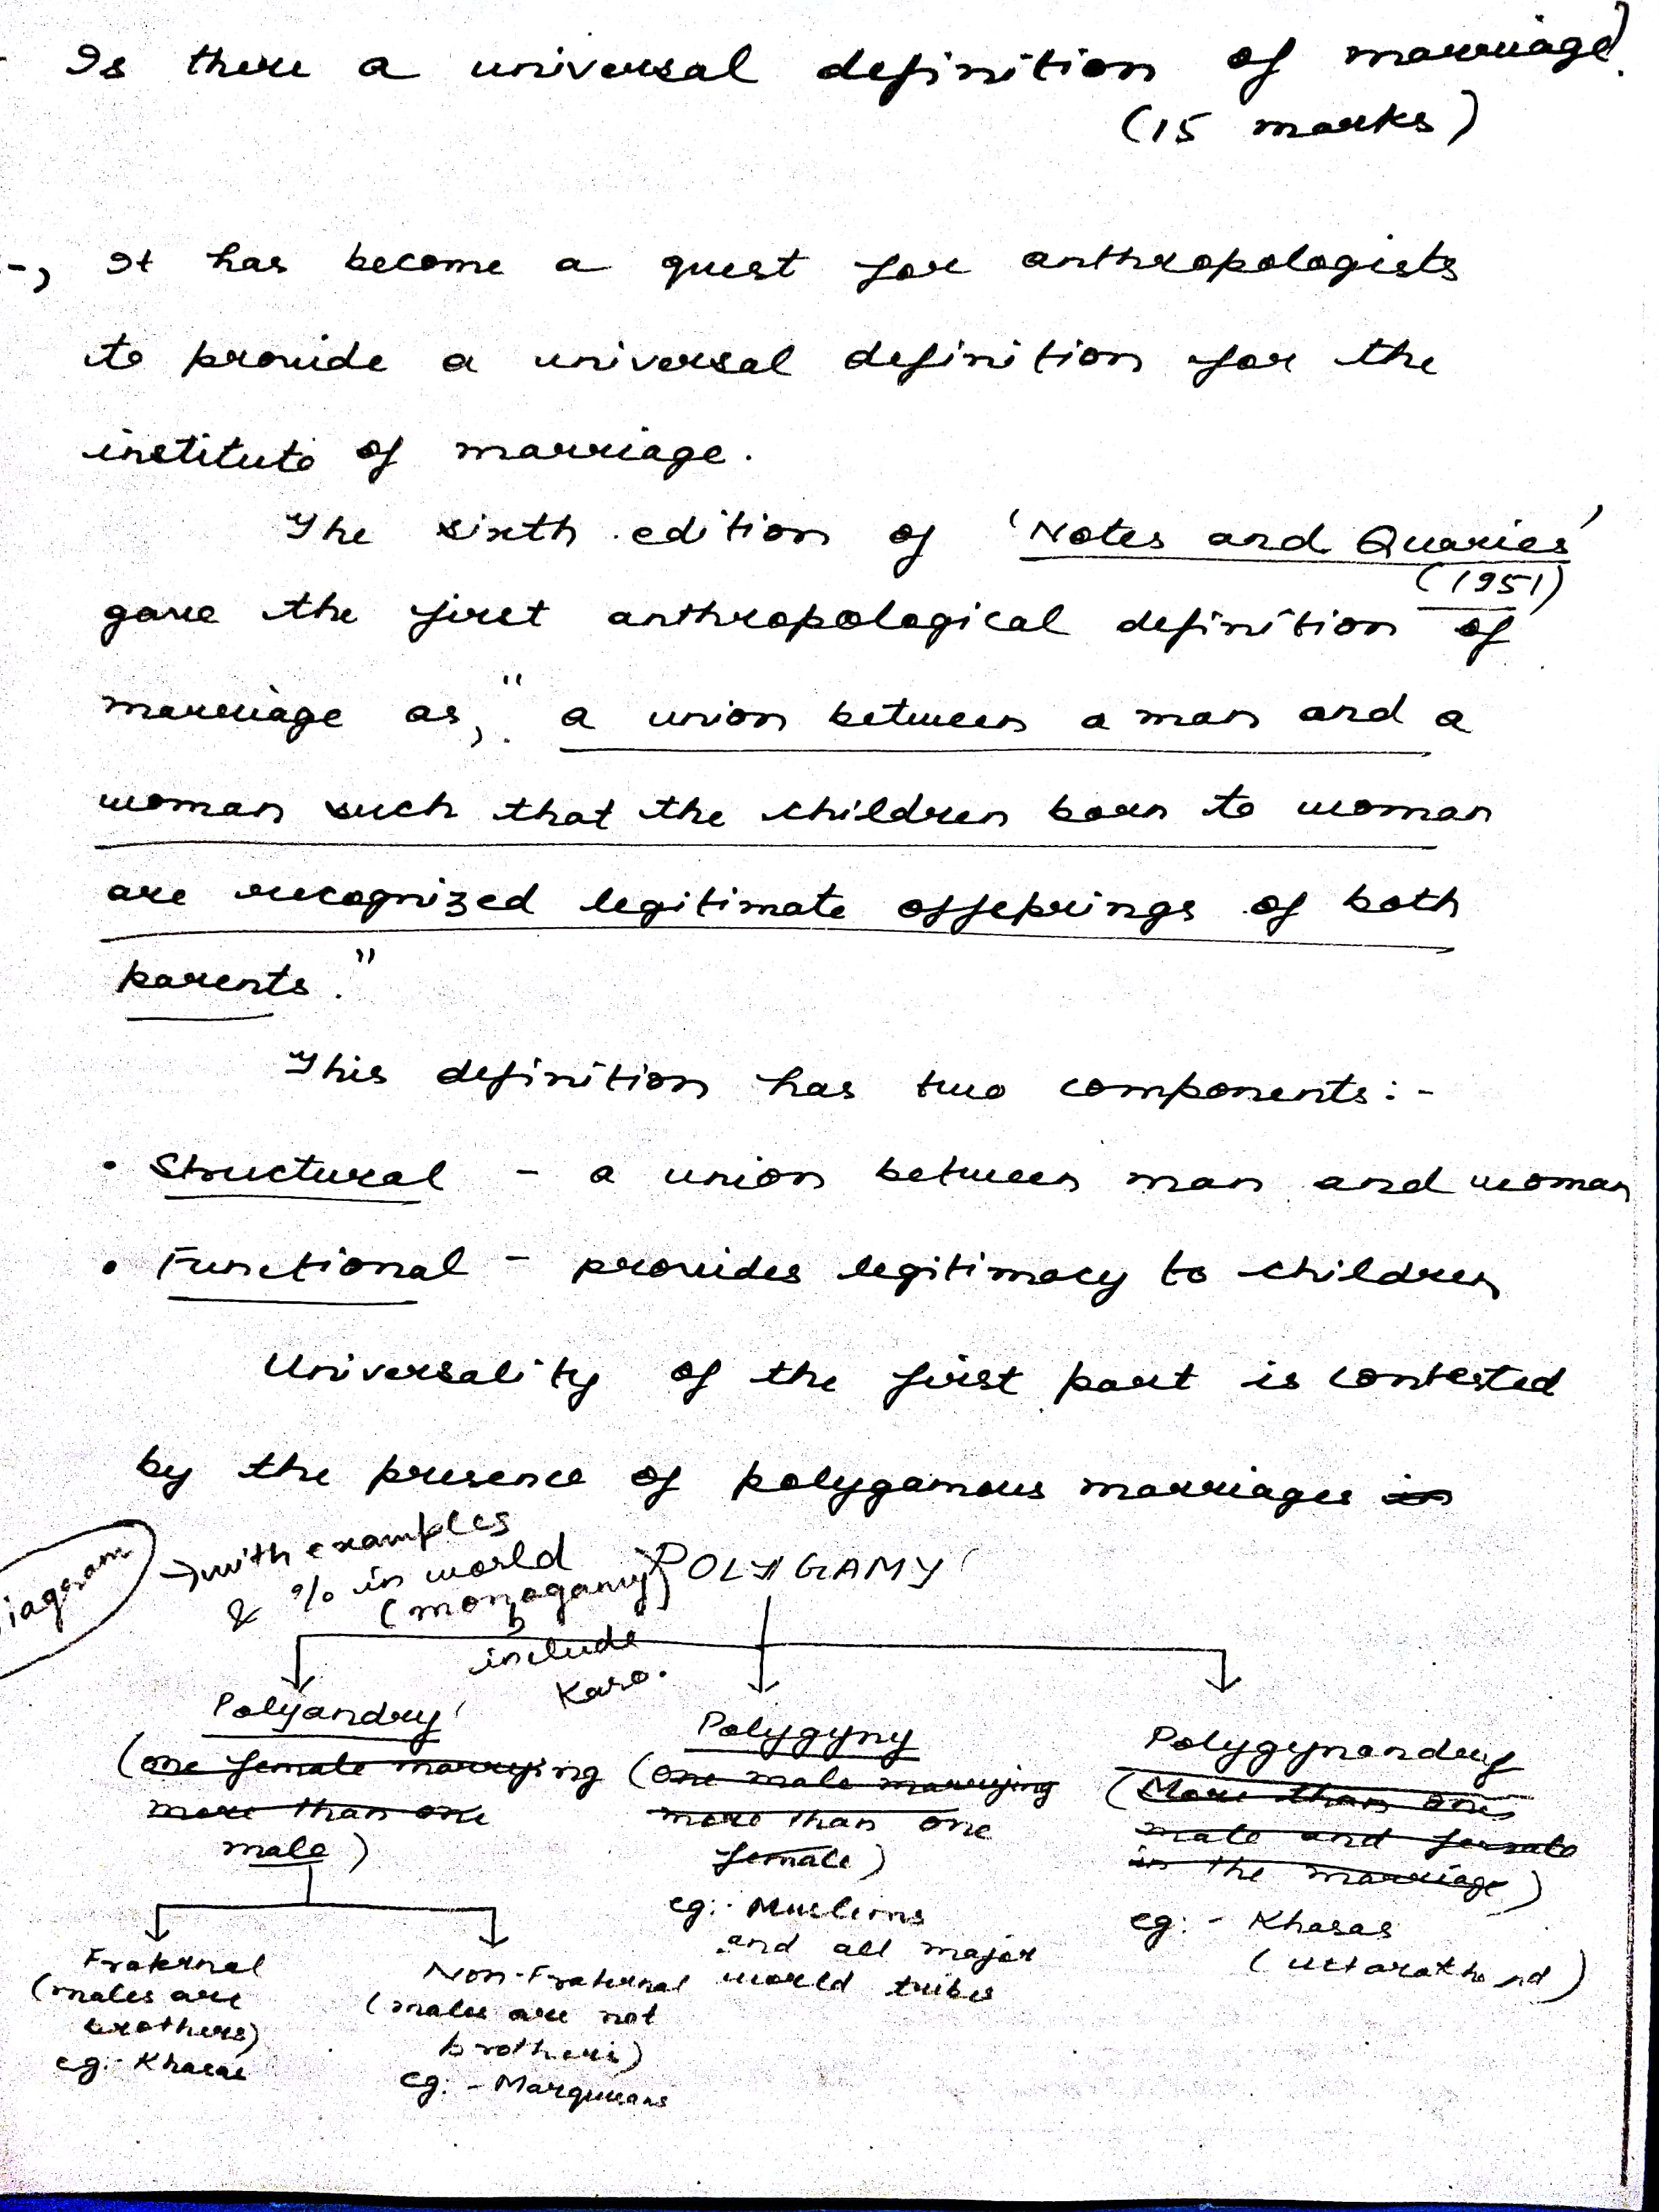 Is there a universal definition of marriage?
(15 marks)
It has become a quest for anthropologists
to provide a universal definition for the
institute of marriage.
The sixth edition of 'Notes and Quaries'
(1951)
gave the first anthropological definition of
marriage as, "a union between a man and a
woman such that the children born to woman
are recognized legitimate offsprings of both
parents."
This definition has two components:-
• Structural - a union between man and woman
• Functional - provides legitimacy to children
Universality of the first part is contested
by the presence of polygamous marriages in
iagram → with examples
& % in world
(monogamy)
include
Karo.
POLYGAMY
Polyandry
(one female marrying
more than one
male)
Polygyny
(one male marrying
more than one
female)
eg:- Muslims
and all major
world tribes
Polygynandry
(More than one
male and female
in the marriage)
eg:- Khasas
(Uttarakhand)
Fraternal
(males are
brothers)
eg:- Khasas
Non-Fraternal
(males are not
brothers)
eg:- Marquesans